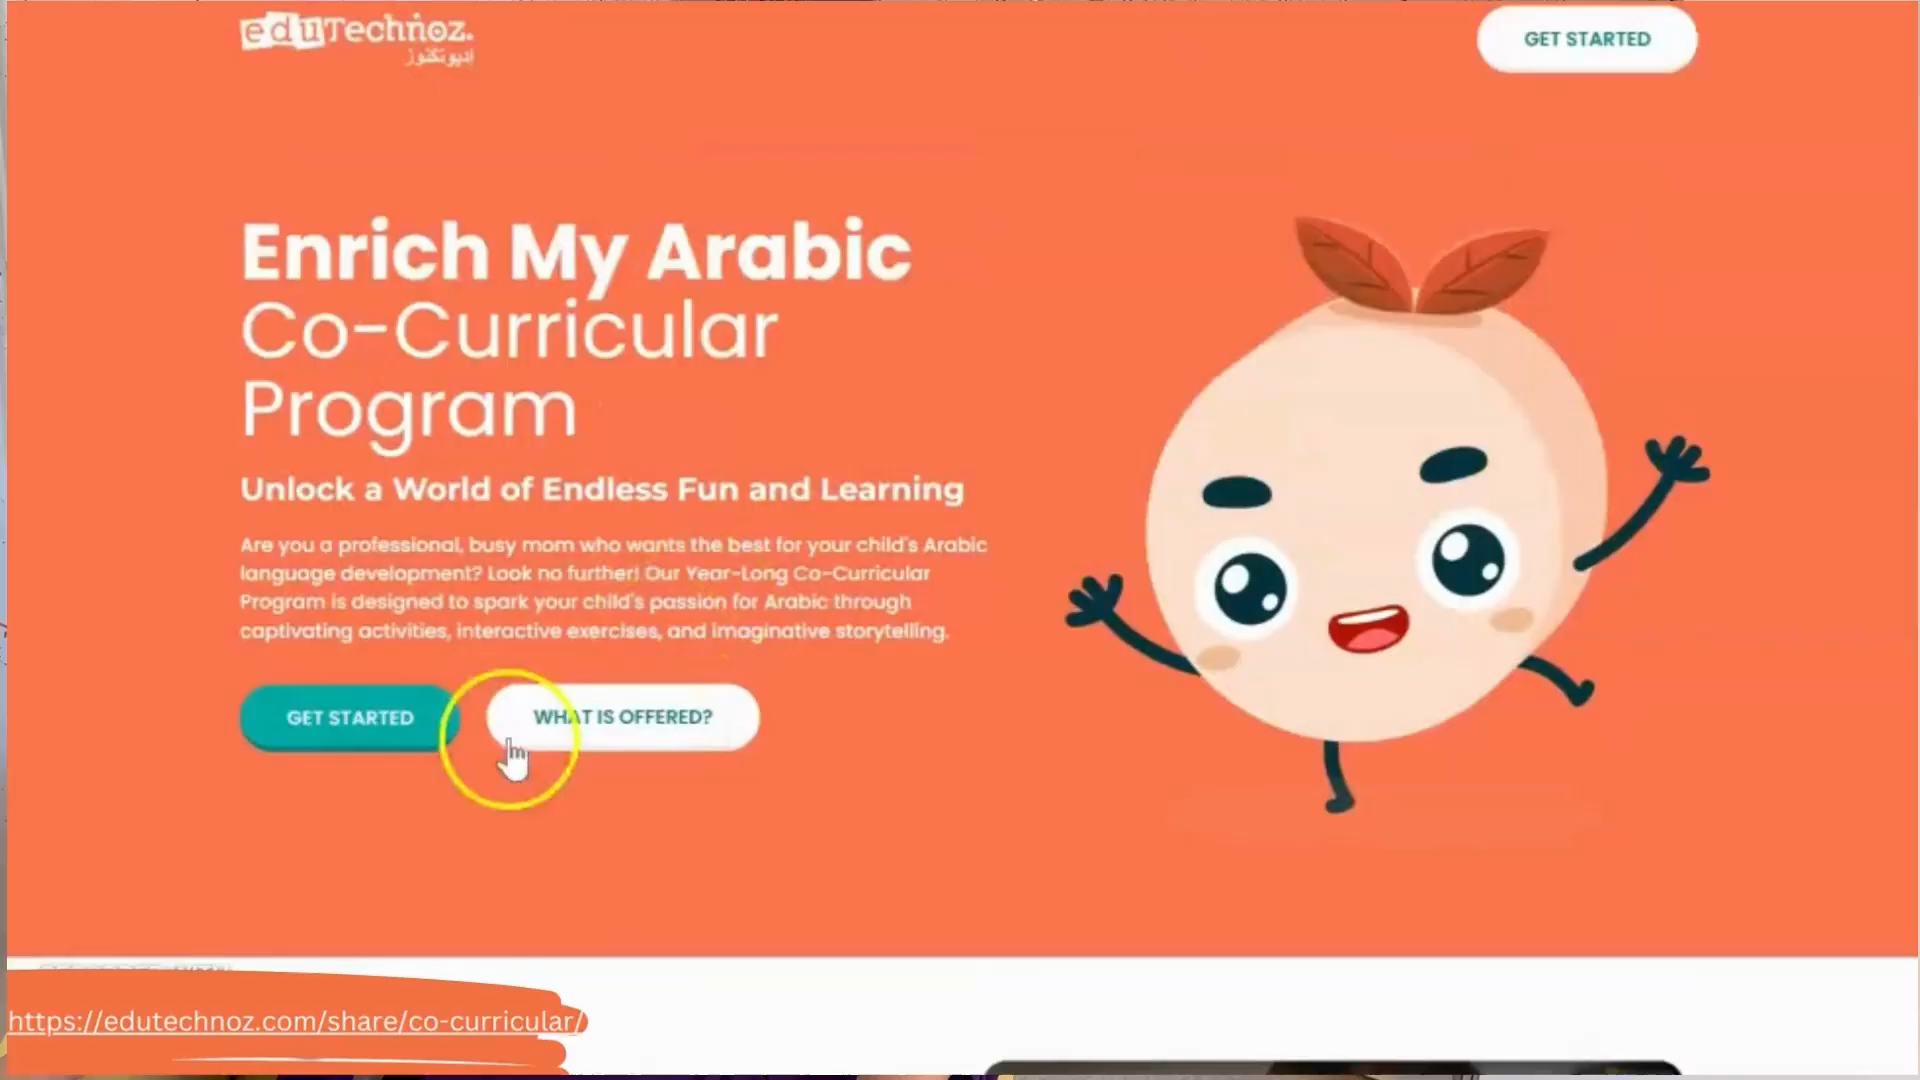 eduTechnoz.
إديوتكنوز
GET STARTED
Enrich My Arabic
Co-Curricular
Program
Unlock a World of Endless Fun and Learning
Are you a professional, busy mom who wants the best for your child's Arabic
language development? Look no further! Our Year-Long Co-Curricular
Program is designed to spark your child's passion for Arabic through
captivating activities, interactive exercises, and imaginative storytelling.
GET STARTED
WHAT IS OFFERED?
https://edutechnoz.com/share/co-curricular/